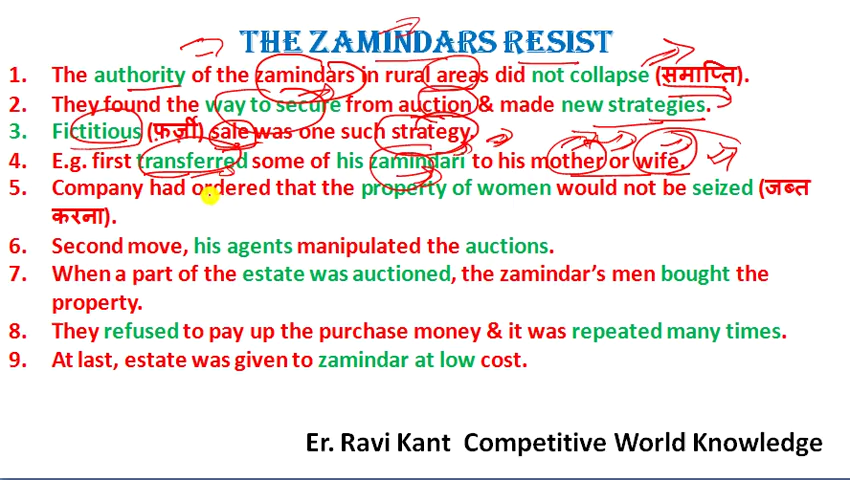 THE ZAMINDARS RESIST
1. The authority of the zamindars in rural areas did not collapse (समाप्ति).
2. They found the way to secure from auction & made new strategies.
3. Fictitious (फ़र्ज़ी) sale was one such strategy.
4. E.g. first transferred some of his zamindari to his mother or wife.
5. Company had ordered that the property of women would not be seized (जब्त
करना).
6. Second move, his agents manipulated the auctions.
7. When a part of the estate was auctioned, the zamindar's men bought the
property.
8. They refused to pay up the purchase money & it was repeated many times.
9. At last, estate was given to zamindar at low cost.
Er. Ravi Kant Competitive World Knowledge